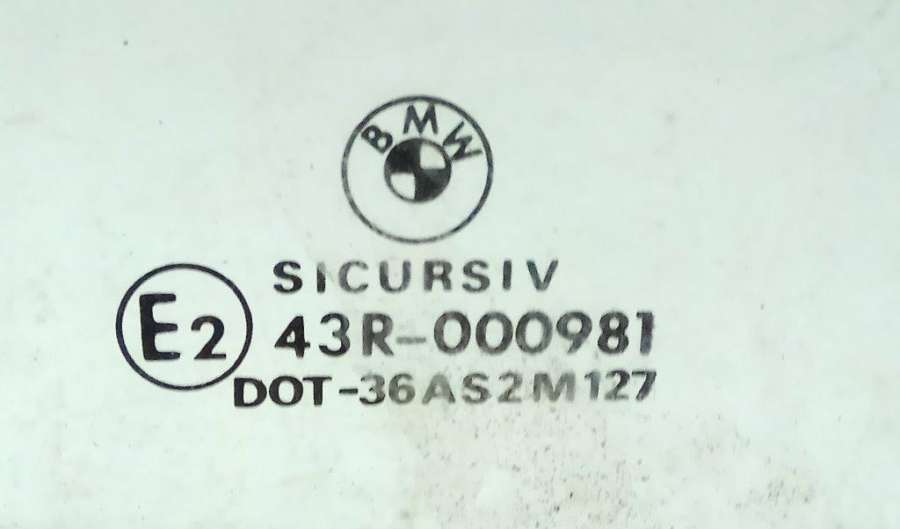 BMW
SICURSIV
E2
43R-000981
DOT-36AS2M127